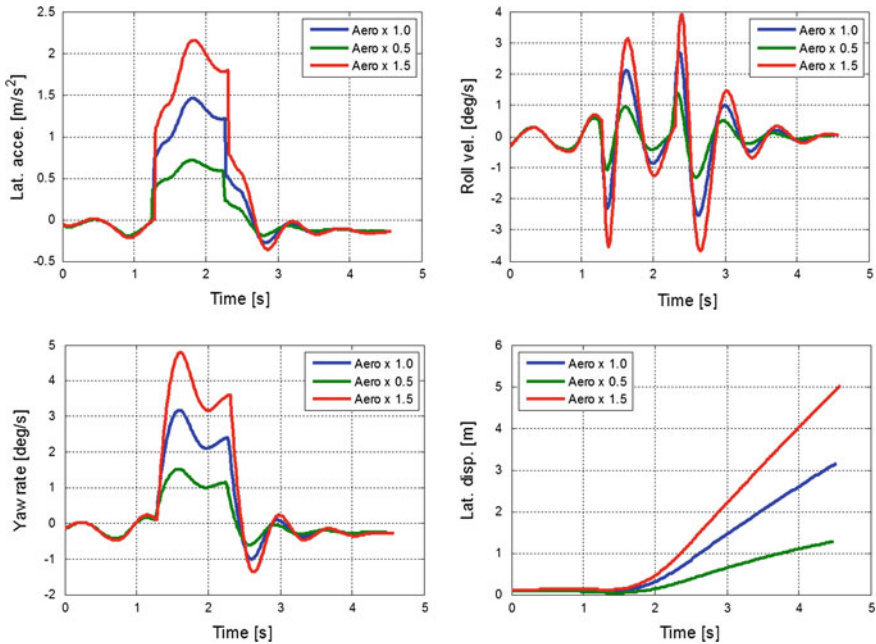 Lat. acce. [m/s²]
2.5
2
1.5
1
0.5
0
-0.5
Aero x 1.0
Aero x 0.5
Aero x 1.5
0 1 2 3 4 5
Time [s]
Roll vel. [deg/s]
4
3
2
1
0
-1
-2
-3
-4
Aero x 1.0
Aero x 0.5
Aero x 1.5
0 1 2 3 4 5
Time [s]
Yaw rate [deg/s]
5
4
3
2
1
0
-1
-2
Aero x 1.0
Aero x 0.5
Aero x 1.5
0 1 2 3 4 5
Time [s]
Lat. disp. [m]
6
5
4
3
2
1
0
Aero x 1.0
Aero x 0.5
Aero x 1.5
0 1 2 3 4 5
Time [s]